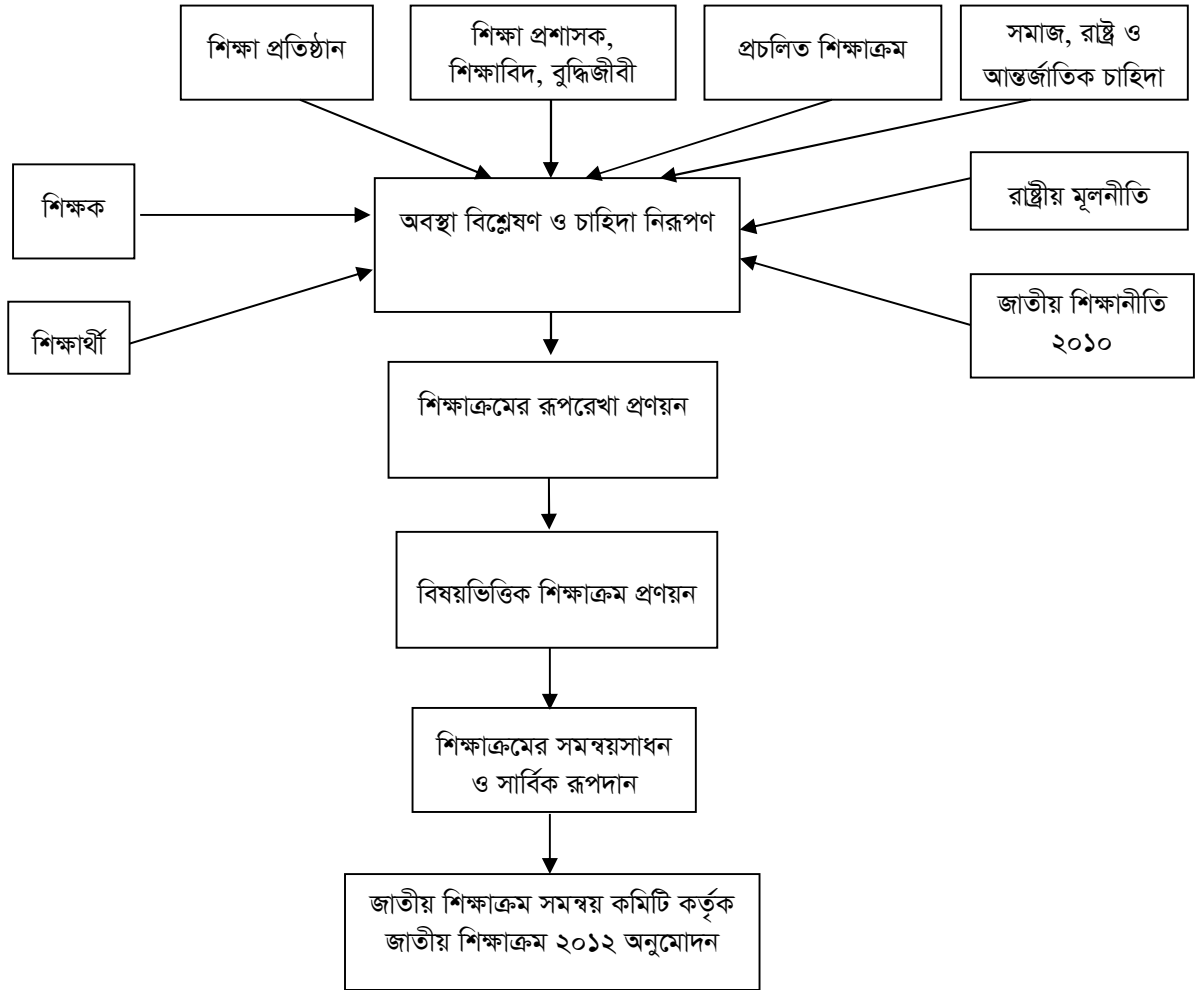 শিক্ষা প্রতিষ্ঠান
শিক্ষা প্রশাসক,
শিক্ষাবিদ, বুদ্ধিজীবী
প্রচলিত শিক্ষাক্রম
সমাজ, রাষ্ট্র ও
আন্তর্জাতিক চাহিদা
শিক্ষক
অবস্থা বিশ্লেষণ ও চাহিদা নিরূপণ
রাষ্ট্রীয় মূলনীতি
শিক্ষার্থী
জাতীয় শিক্ষানীতি
২০১০
শিক্ষাক্রমের রূপরেখা প্রণয়ন
বিষয়ভিত্তিক শিক্ষাক্রম প্রণয়ন
শিক্ষাক্রমের সমন্বয়সাধন
ও সার্বিক রূপদান
জাতীয় শিক্ষাক্রম সমন্বয় কমিটি কর্তৃক
জাতীয় শিক্ষাক্রম ২০১২ অনুমোদন